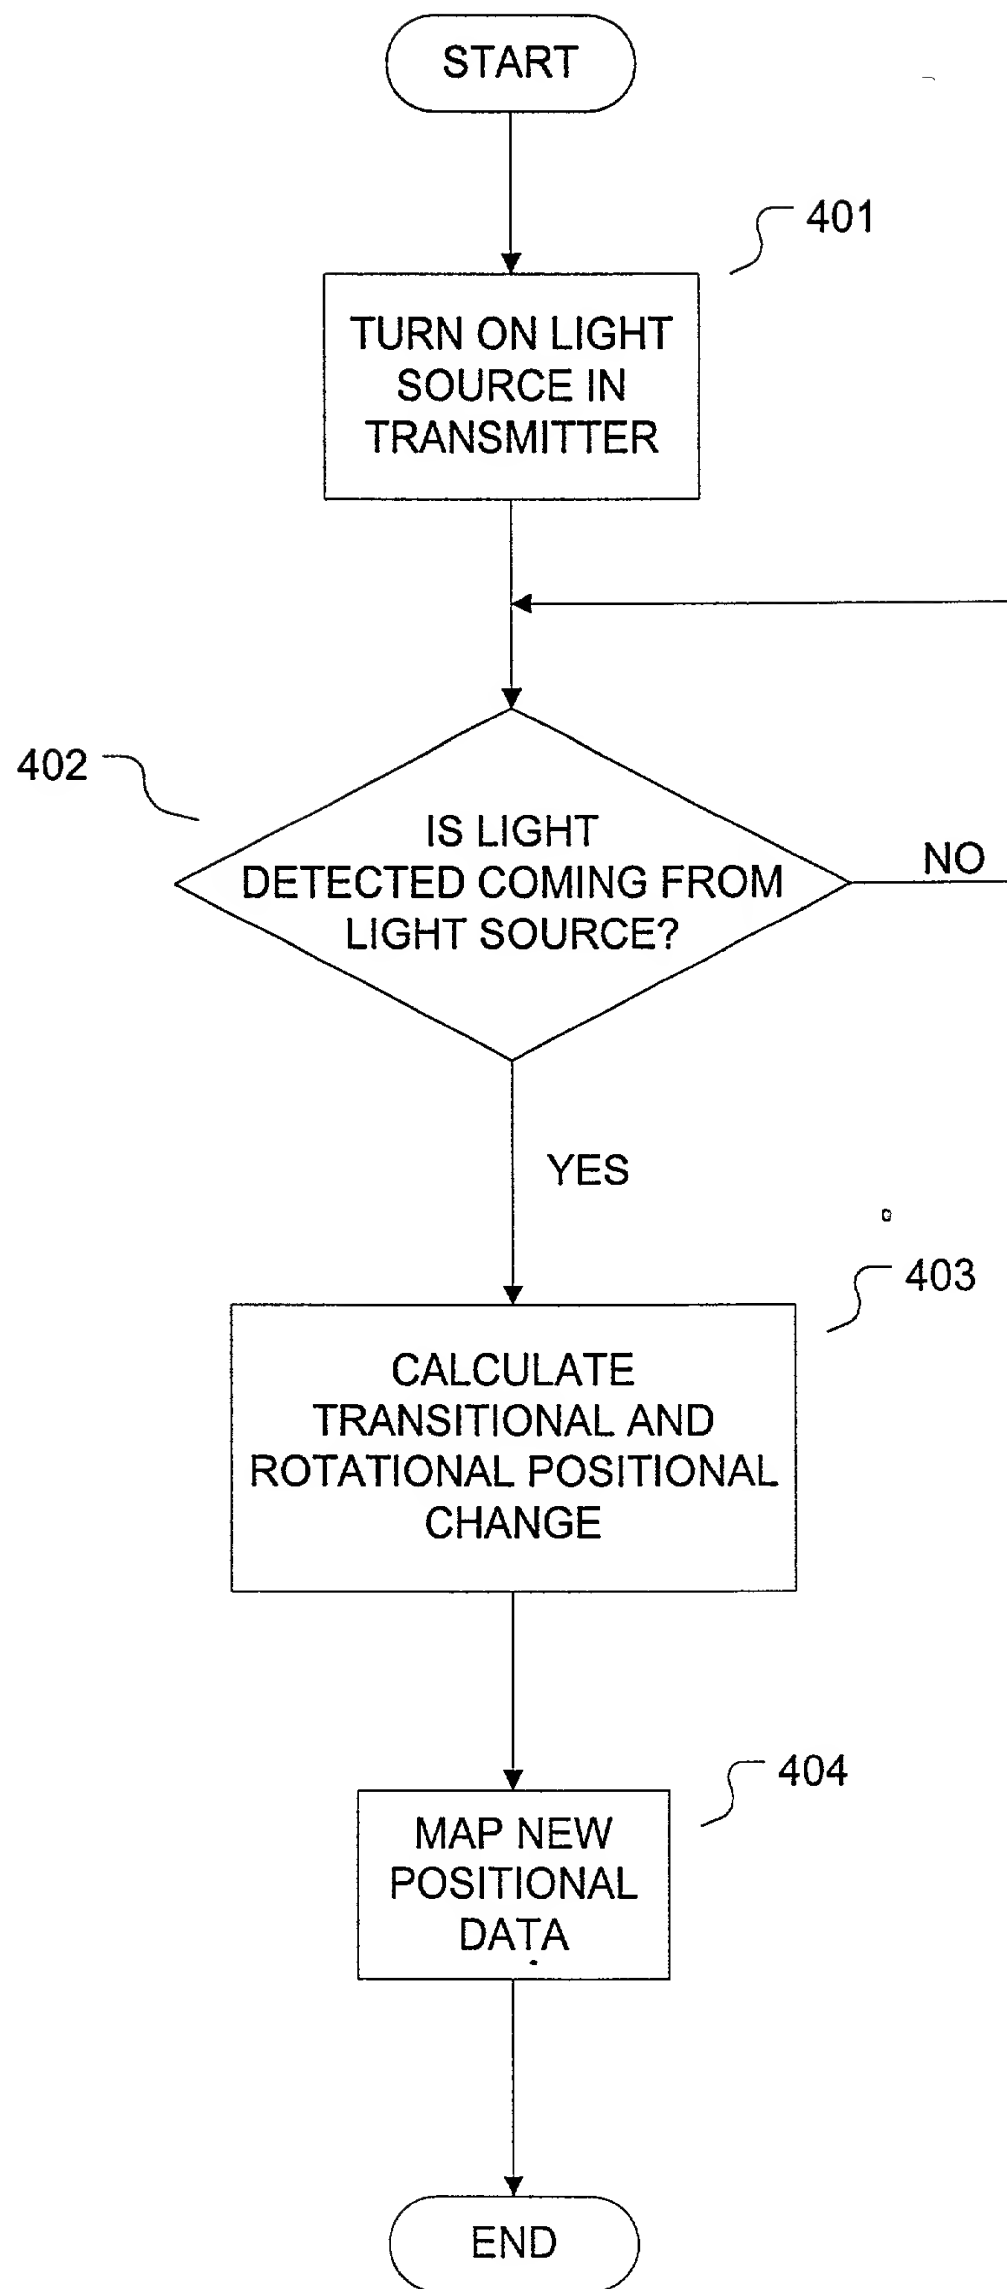 START
401
TURN ON LIGHT
SOURCE IN
TRANSMITTER
402
IS LIGHT
DETECTED COMING FROM
LIGHT SOURCE?
NO
YES
403
CALCULATE
TRANSITIONAL AND
ROTATIONAL POSITIONAL
CHANGE
404
MAP NEW
POSITIONAL
DATA
END